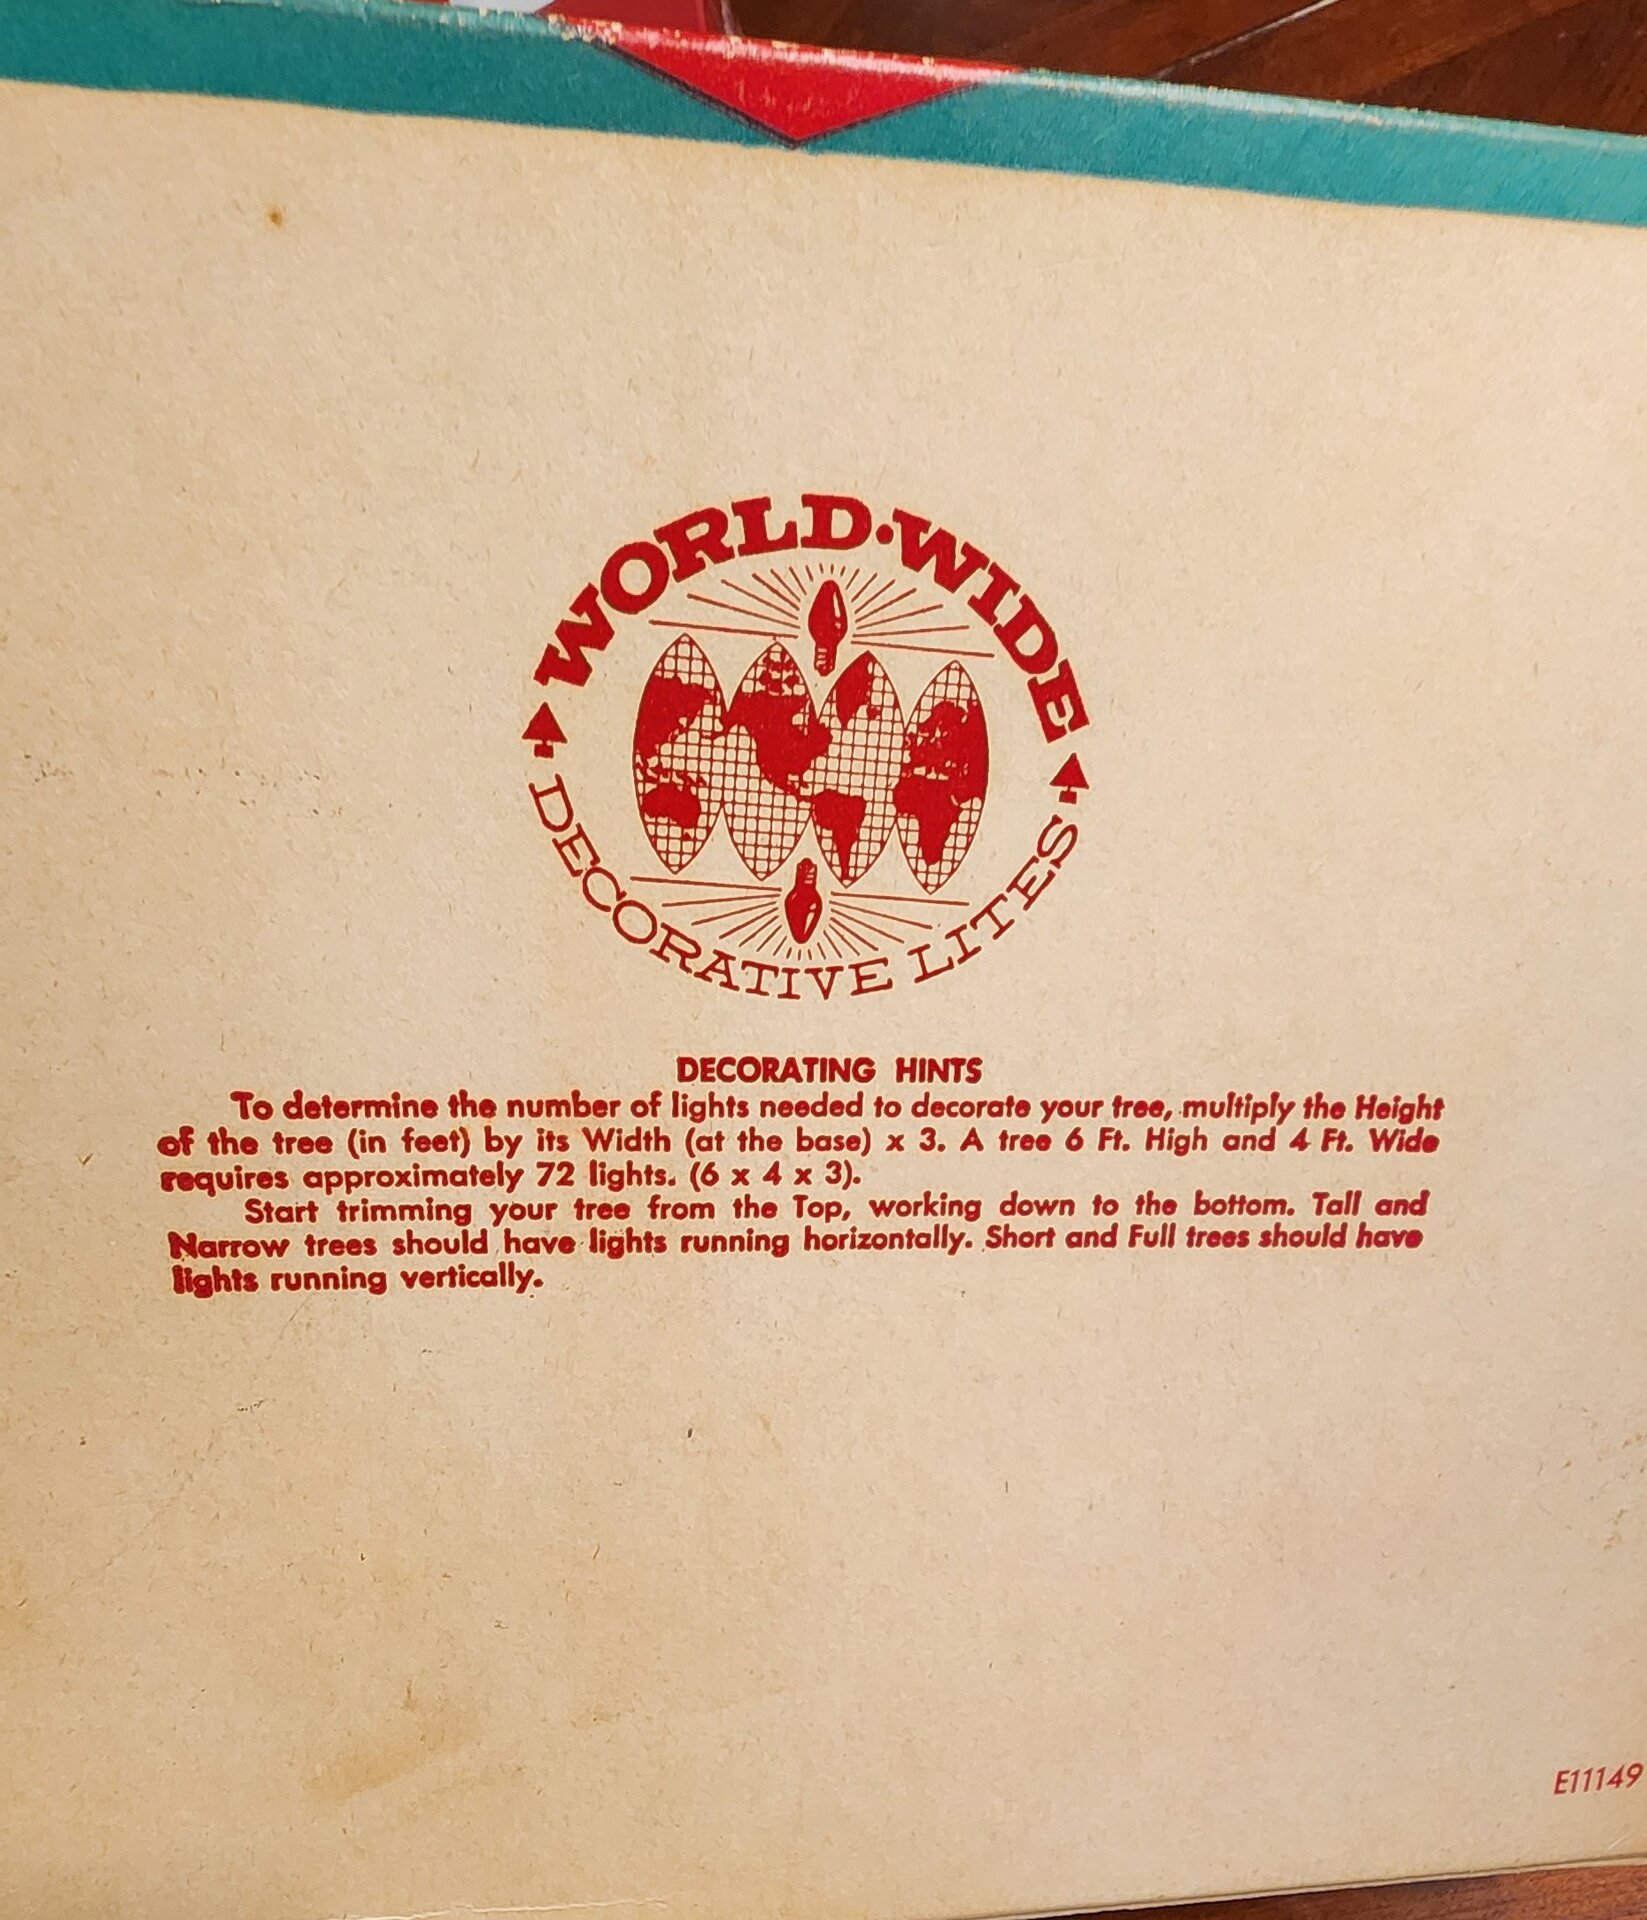 WORLD·WIDE
DECORATIVE LITES
DECORATING HINTS
To determine the number of lights needed to decorate your tree, multiply the Height
of the tree (in feet) by its Width (at the base) x 3. A tree 6 Ft. High and 4 Ft. Wide
requires approximately 72 lights. (6 x 4 x 3).
Start trimming your tree from the Top, working down to the bottom. Tall and
Narrow trees should have lights running horizontally. Short and Full trees should have
lights running vertically.
E11149